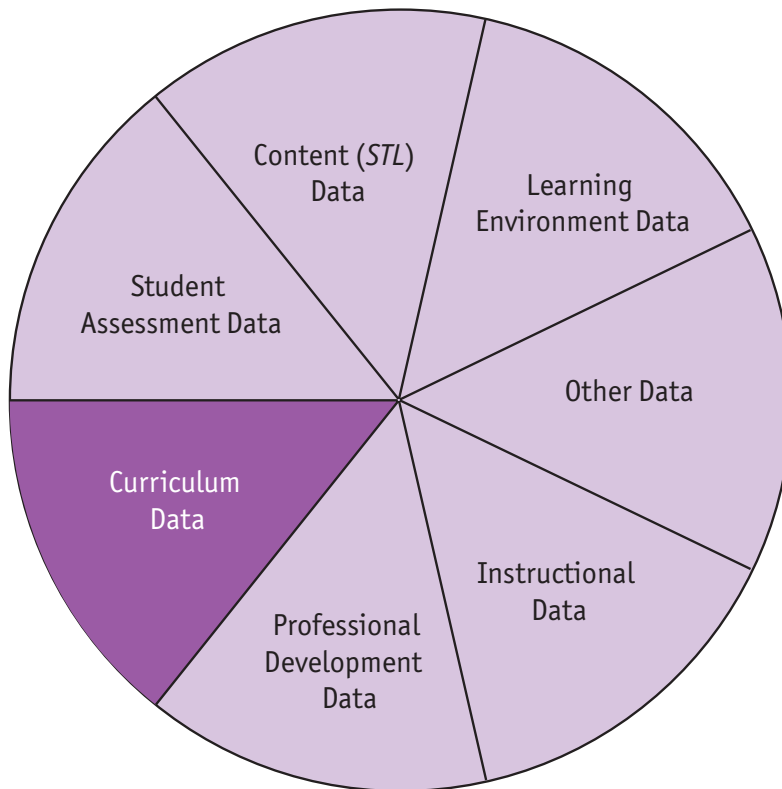 Content (STL)
Data
Learning
Environment Data
Student
Assessment Data
Other Data
Curriculum
Data
Instructional
Data
Professional
Development
Data